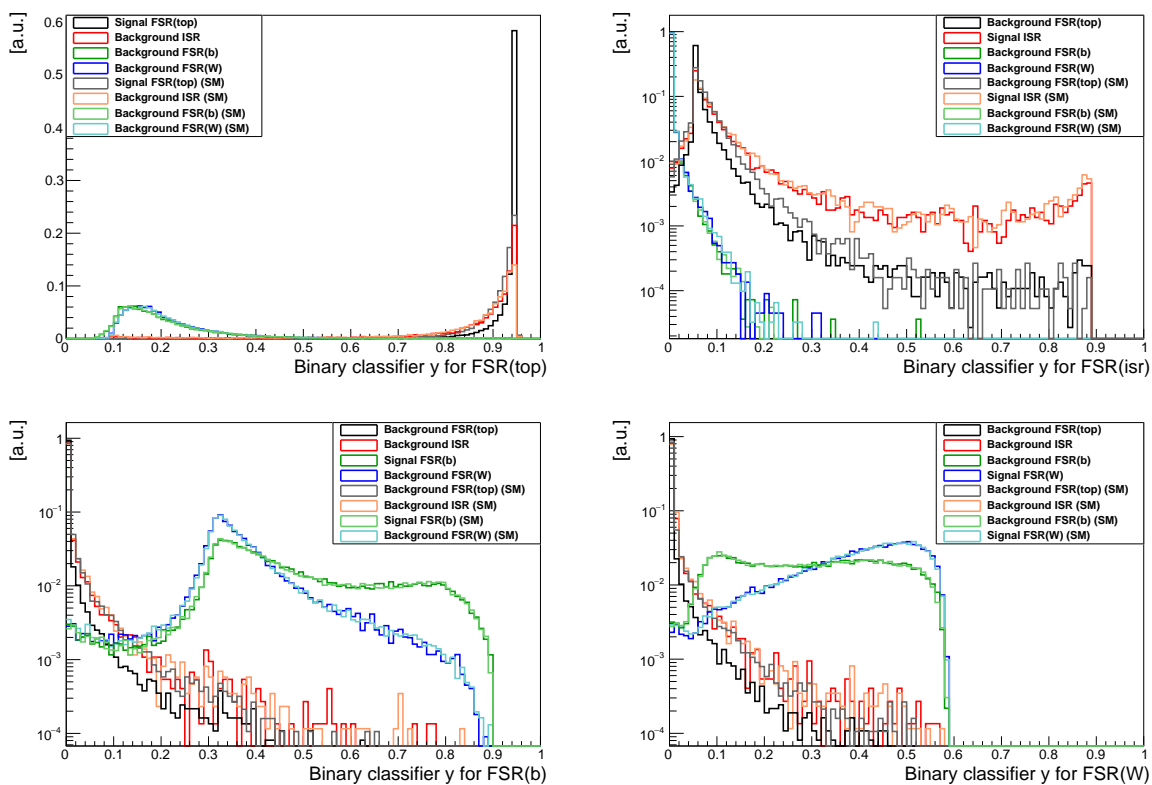 [a.u.]
0.6
0.5
0.4
0.3
0.2
0.1
0
Signal FSR(top)
Background ISR
Background FSR(b)
Background FSR(W)
Signal FSR(top) (SM)
Background ISR (SM)
Background FSR(b) (SM)
Background FSR(W) (SM)
0 0.1 0.2 0.3 0.4 0.5 0.6 0.7 0.8 0.9 1
Binary classifier y for FSR(top)
[a.u.]
1
10⁻¹
10⁻²
10⁻³
10⁻⁴
Background FSR(top)
Signal ISR
Background FSR(b)
Background FSR(W)
Backgroung FSR(top) (SM)
Signal ISR (SM)
Background FSR(b) (SM)
Background FSR(W) (SM)
0 0.1 0.2 0.3 0.4 0.5 0.6 0.7 0.8 0.9 1
Binary classifier y for FSR(isr)
[a.u.]
1
10⁻¹
10⁻²
10⁻³
10⁻⁴
Background FSR(top)
Background ISR
Signal FSR(b)
Background FSR(W)
Background FSR(top) (SM)
Background ISR (SM)
Signal FSR(b) (SM)
Background FSR(W) (SM)
0 0.1 0.2 0.3 0.4 0.5 0.6 0.7 0.8 0.9 1
Binary classifier y for FSR(b)
[a.u.]
1
10⁻¹
10⁻²
10⁻³
10⁻⁴
Background FSR(top)
Background ISR
Background FSR(b)
Signal FSR(W)
Background FSR(top) (SM)
Background ISR (SM)
Background FSR(b) (SM)
Signal FSR(W) (SM)
0 0.1 0.2 0.3 0.4 0.5 0.6 0.7 0.8 0.9 1
Binary classifier y for FSR(W)